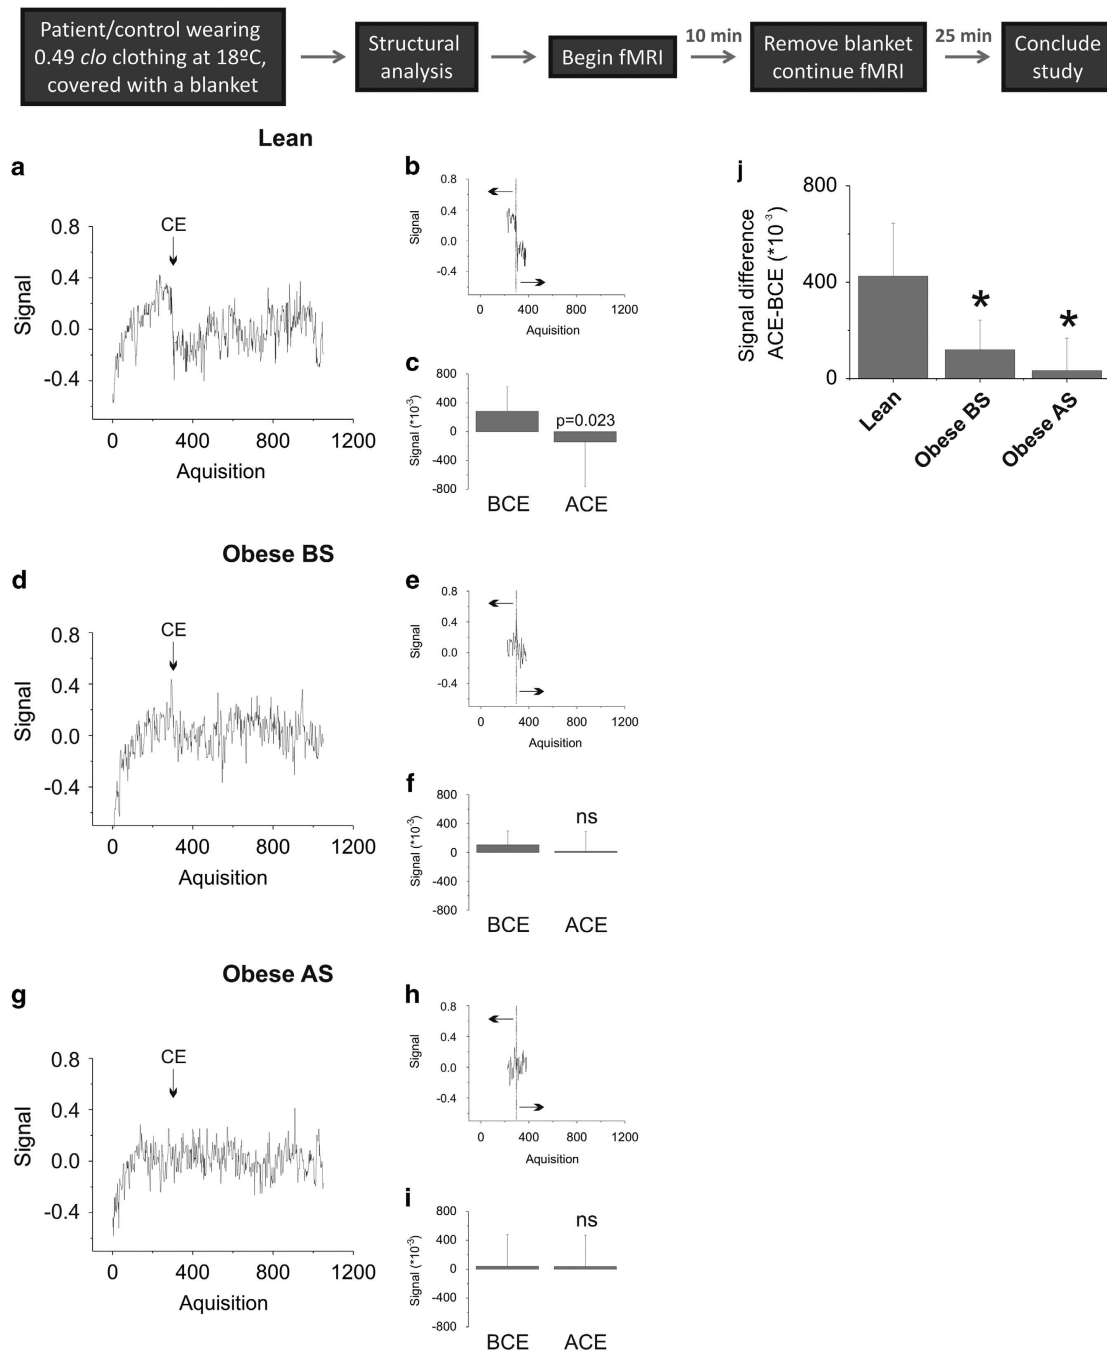 Patient/control wearing
0.49 clo clothing at 18ºC,
covered with a blanket
Structural
analysis
Begin fMRI
10 min
Remove blanket
continue fMRI
25 min
Conclude
study
Lean
a
CE
0.8
0.4
0.0
-0.4
Signal
0
400
800
1200
Aquisition
b
0.8
0.4
0.0
-0.4
Signal
0
400
800
1200
Aquisition
c
800
400
0
-400
-800
Signal (*10⁻³)
p=0.023
BCE
ACE
j
800
400
0
Signal difference
ACE-BCE (*10⁻³)
*
*
Lean
Obese BS
Obese AS
Obese BS
d
CE
0.8
0.4
0.0
-0.4
Signal
0
400
800
1200
Aquisition
e
0.8
0.4
0.0
-0.4
Signal
0
400
800
1200
Aquisition
f
800
400
0
-400
-800
Signal (*10⁻³)
ns
BCE
ACE
Obese AS
g
CE
0.8
0.4
0.0
-0.4
Signal
0
400
800
1200
Aquisition
h
0.8
0.4
0.0
-0.4
Signal
0
400
800
1200
Aquisition
i
800
400
0
-400
-800
Signal (*10⁻³)
ns
BCE
ACE